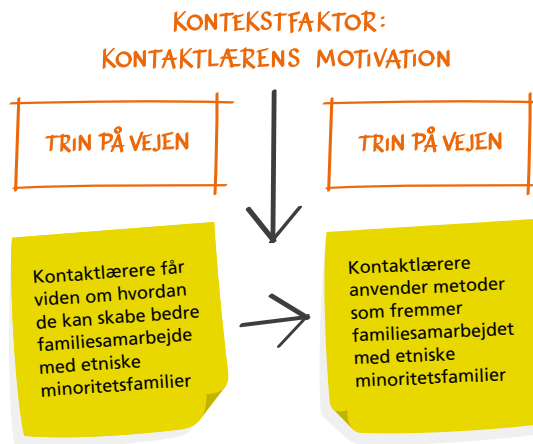 KONTEKSTFAKTOR:
KONTAKTLÆRENS MOTIVATION
TRIN PÅ VEJEN
TRIN PÅ VEJEN
Kontaktlærere får
viden om hvordan
de kan skabe bedre
familiesamarbejde
med etniske
minoritetsfamilier
Kontaktlærere
anvender metoder
som fremmer
familiesamarbejdet
med etniske
minoritetsfamilier